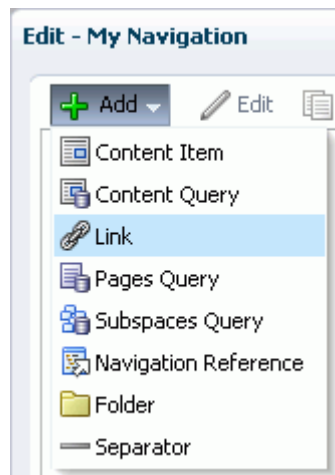 Edit - My Navigation
Add Edit
Content Item
Content Query
Link
Pages Query
Subspaces Query
Navigation Reference
Folder
Separator